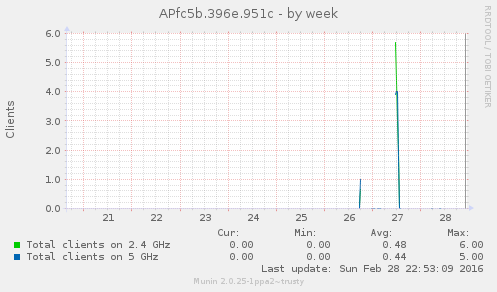 APfc5b.396e.951c - by week
RRDTOOL / TOBI OETIKER
Clients
6.0
5.0
4.0
3.0
2.0
1.0
0.0
21 22 23 24 25 26 27 28
Cur: Min: Avg: Max:
Total clients on 2.4 GHz 0.00 0.00 0.48 6.00
Total clients on 5 GHz 0.00 0.00 0.44 5.00
Last update: Sun Feb 28 22:53:09 2016
Munin 2.0.25-1ppa2~trusty